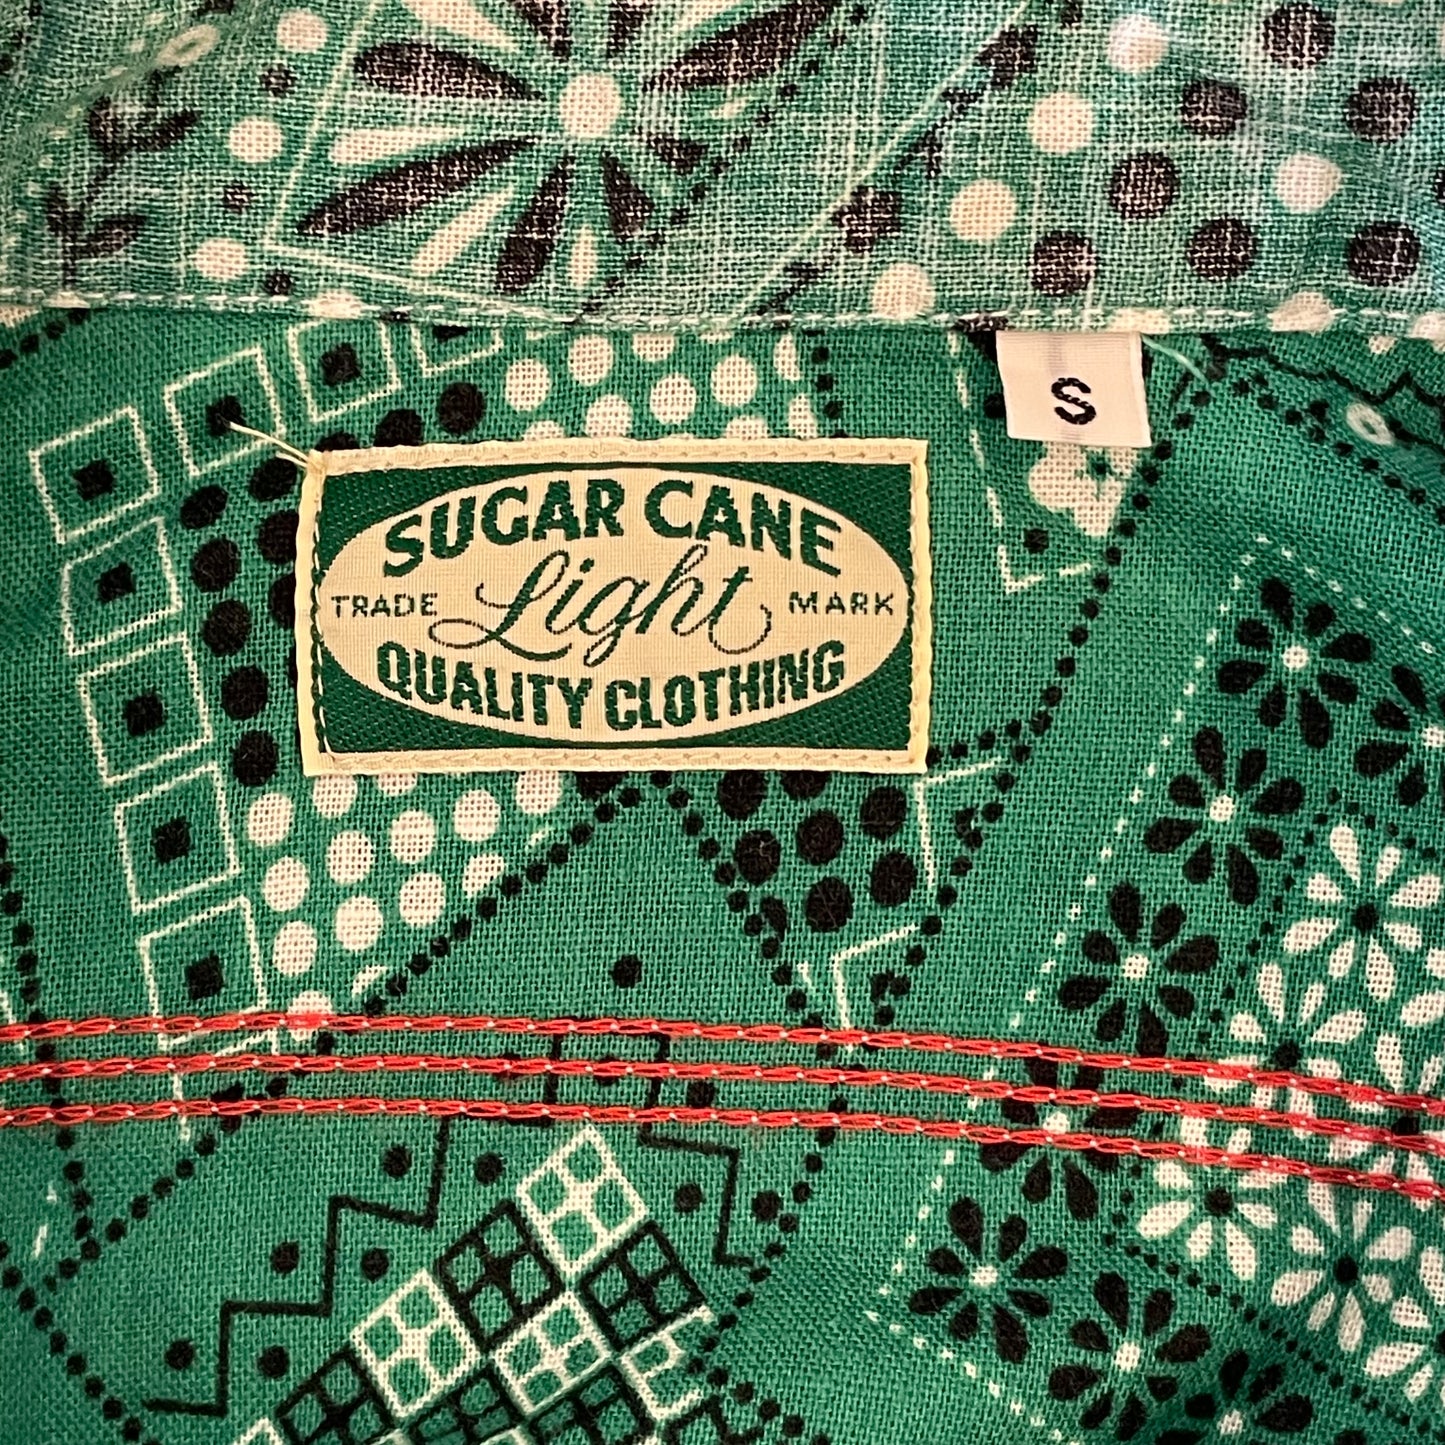 S
SUGAR CANE
TRADE Light MARK
QUALITY CLOTHING